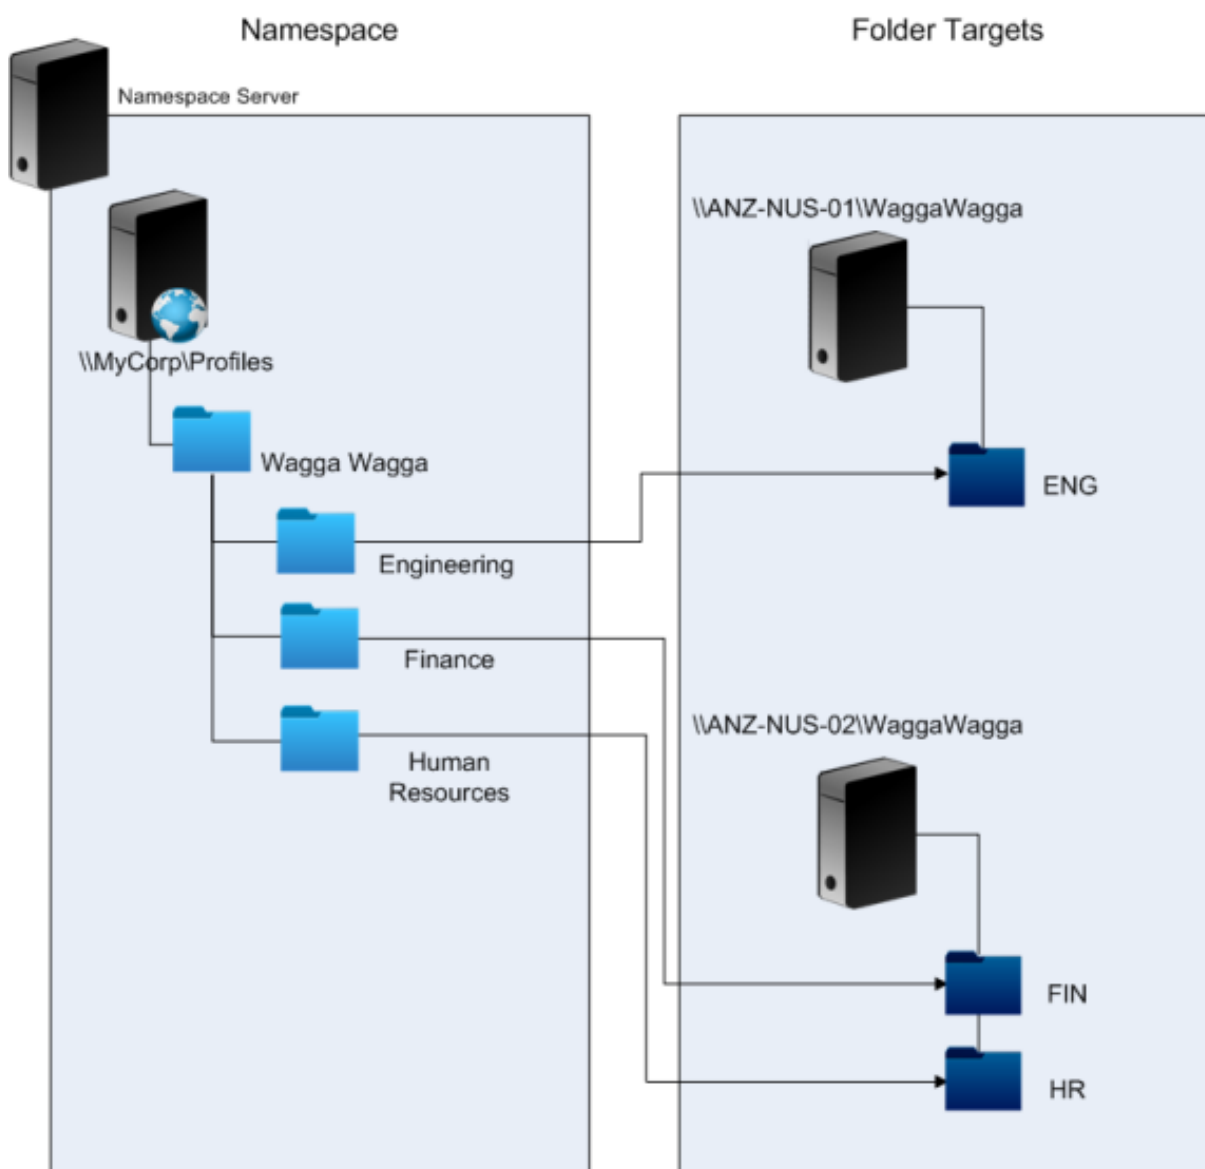 Namespace
Folder Targets
Namespace Server
\\MyCorp\Profiles
Wagga Wagga
Engineering
Finance
Human
Resources
\\ANZ-NUS-01\WaggaWagga
ENG
\\ANZ-NUS-02\WaggaWagga
FIN
HR